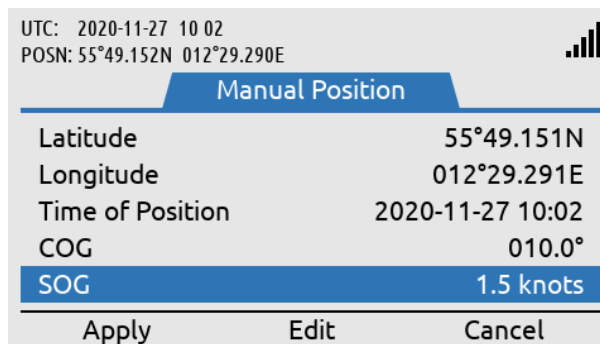 UTC: 2020-11-27 10 02
POSN: 55°49.152N 012°29.290E
Manual Position
Latitude 55°49.151N
Longitude 012°29.291E
Time of Position 2020-11-27 10:02
COG 010.0°
SOG 1.5 knots
Apply Edit Cancel